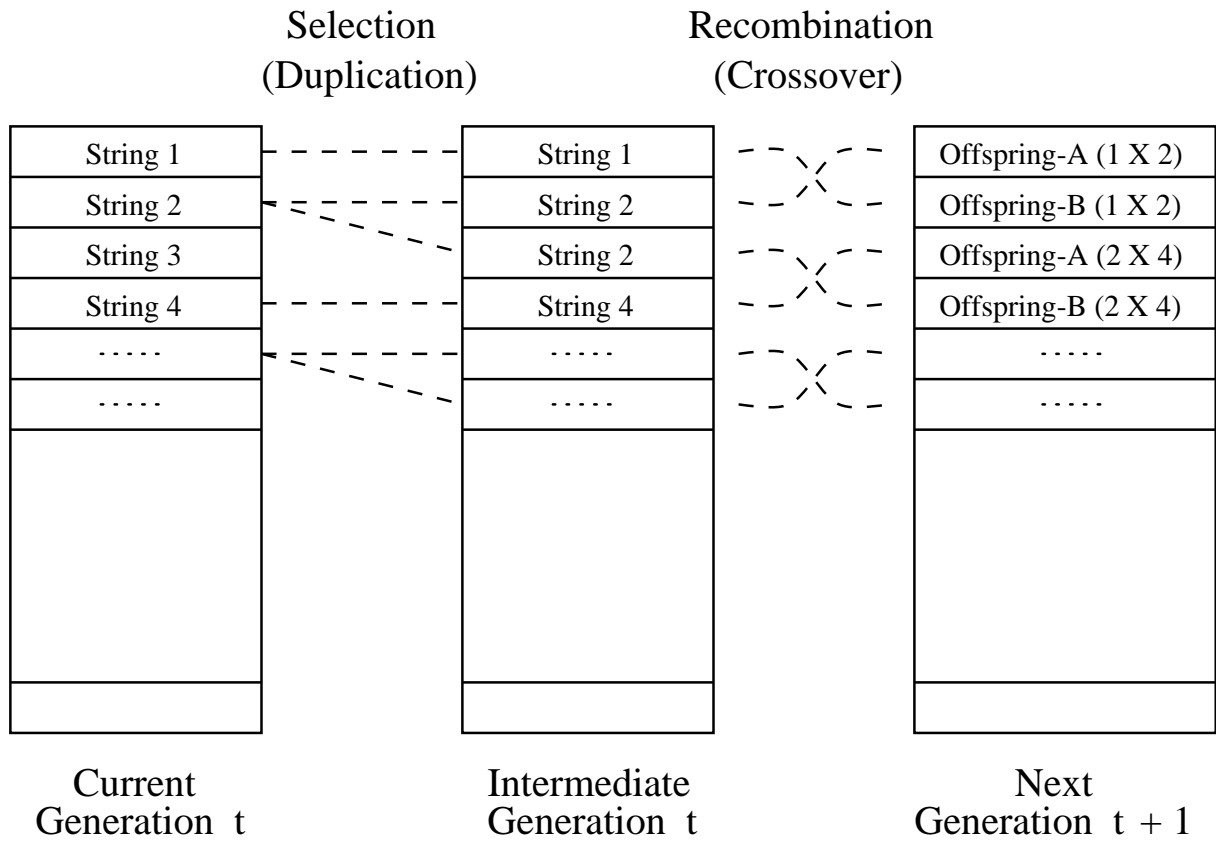 Selection
(Duplication)
Recombination
(Crossover)
String 1
String 2
String 3
String 4
.....
.....
String 1
String 2
String 2
String 4
.....
.....
Offspring-A (1 X 2)
Offspring-B (1 X 2)
Offspring-A (2 X 4)
Offspring-B (2 X 4)
.....
.....
Current
Generation t
Intermediate
Generation t
Next
Generation t + 1